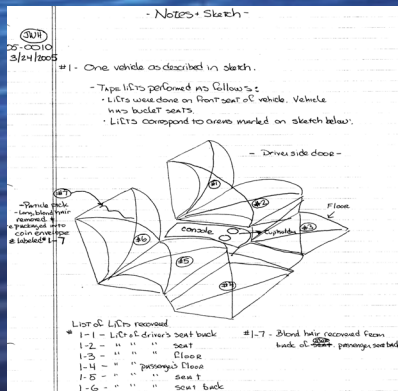 - Notes + Sketch -
JWH
05-0010
3/24/2005
#1 - One vehicle as described in sketch.
- Tape lifts performed as follows:
• Lifts were done on front seat of vehicle. Vehicle
has bucket seats.
• Lifts correspond to areas marked on sketch below.
- Driver side door -
#1
#7
#2
Floor
- Particle pick
- Long blond hair
removed &
packaged into
coin envelope
& labeled # 1-7
#6
console
cupholder
#3
#5
#4
List of Lifts recovered
# 1-1 - Lift of driver's seat back
#1-7 - Blond hair recovered from
1-2 - " " " seat
back of passenger seat back
1-3 - " " " floor
1-4 - " " passenger's floor
1-5 - " " " seat
1-6 - " " " seat back